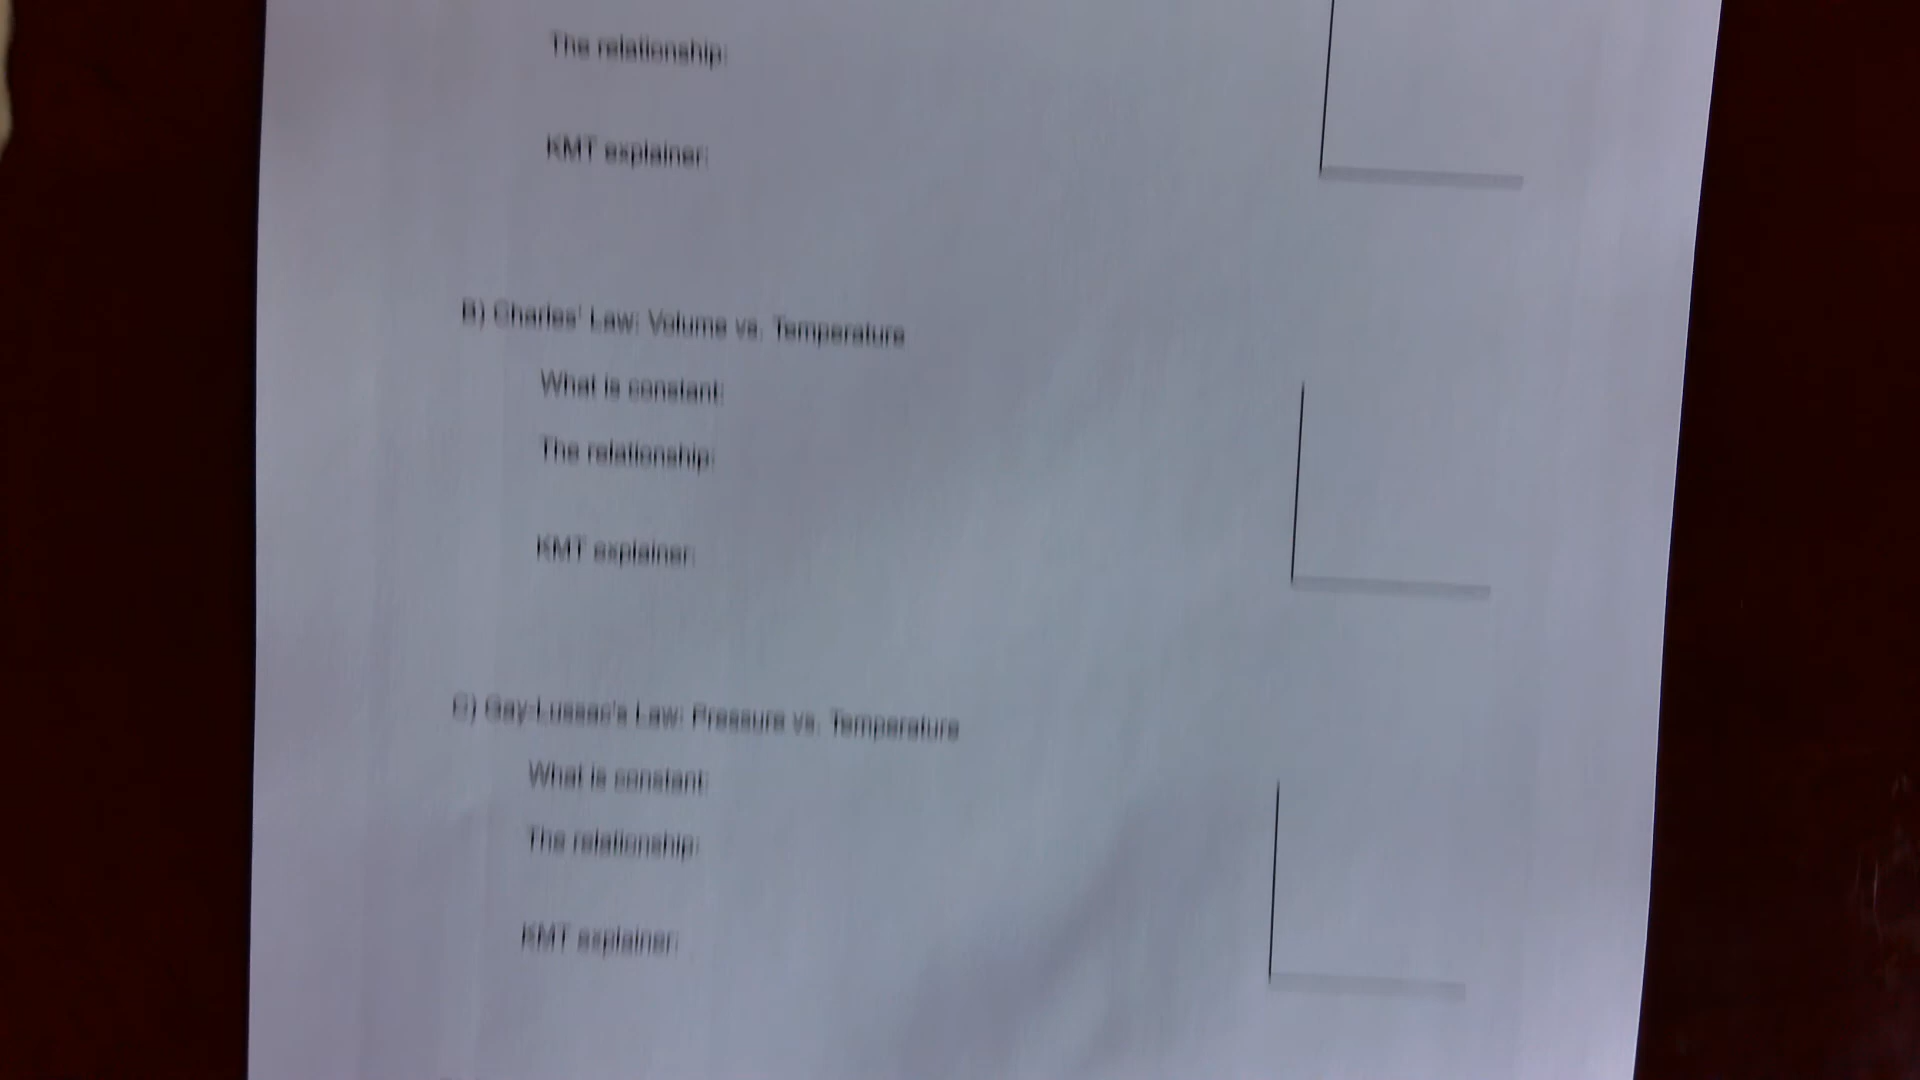 The relationship:
KMT explainer:
B) Charles' Law: Volume vs. Temperature
What is constant:
The relationship:
KMT explainer:
C) Gay-Lussac's Law: Pressure vs. Temperature
What is constant:
The relationship:
KMT explainer: